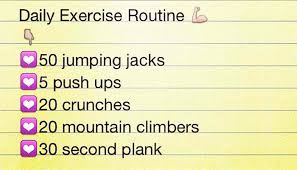 Daily Exercise Routine 💪
👇
💟50 jumping jacks
💟5 push ups
💟20 crunches
💟20 mountain climbers
💟30 second plank